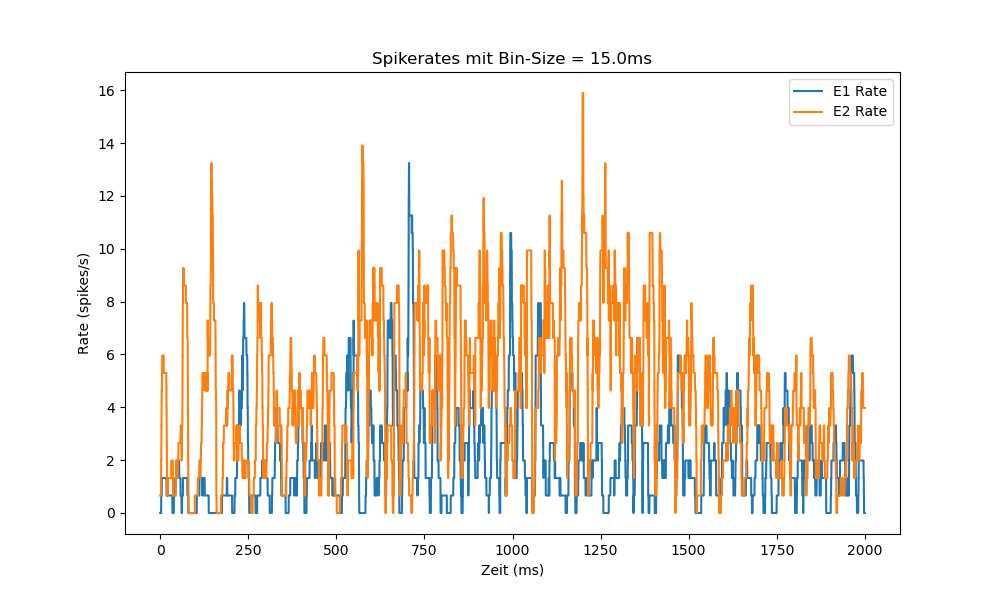 Spikerates mit Bin-Size = 15.0ms
E1 Rate
E2 Rate
16
14
12
10
8
6
4
2
0
Rate (spikes/s)
0 250 500 750 1000 1250 1500 1750 2000
Zeit (ms)